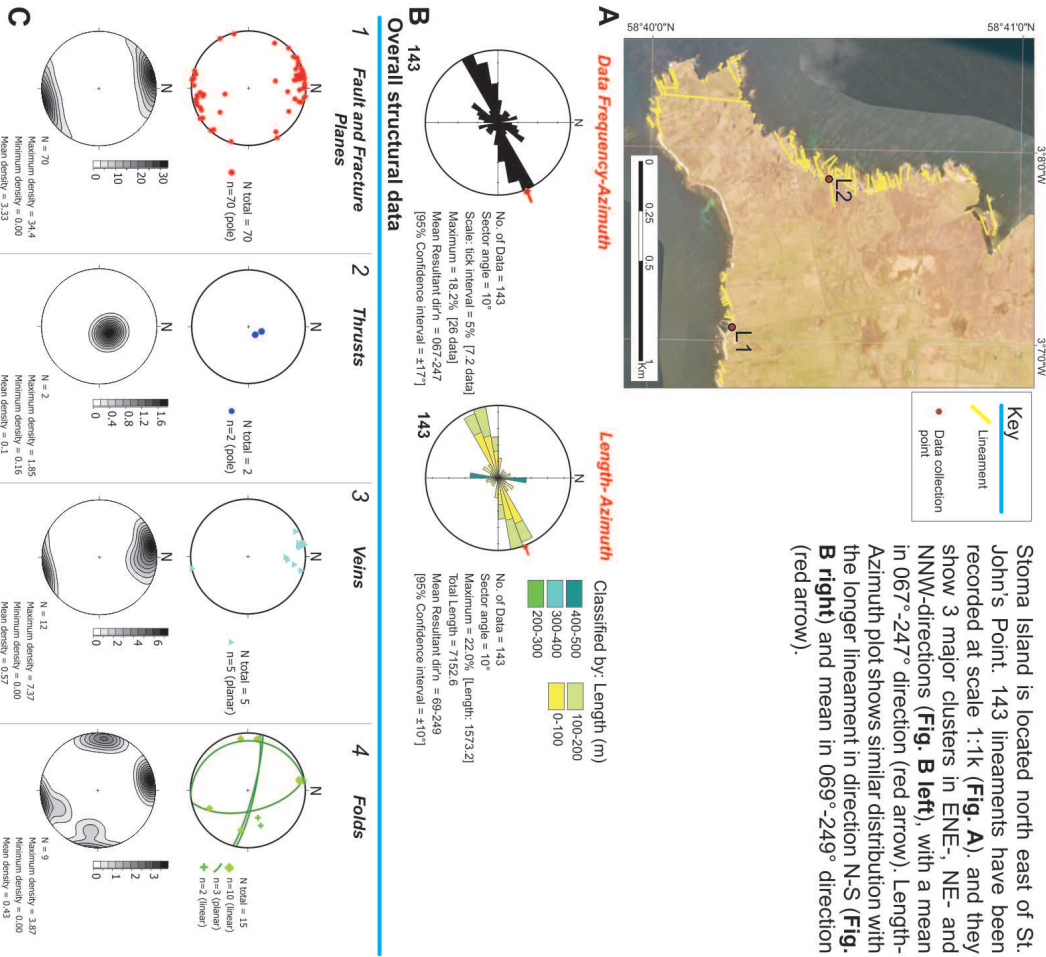 A
58°40'0"N
58°41'0"N
3°8'0"W
3°7'0"W
L2
L1
0
0.25
0.5
1
Km
Key
Lineament
Data collection
point
Stoma Island is located north east of St.
John's Point. 143 lineaments have been
recorded at scale 1:1k (Fig. A). and they
show 3 major clusters in ENE-, NE- and
NNW-directions (Fig. B left), with a mean
in 067°-247° direction (red arrow). Length-
Azimuth plot shows similar distribution with
the longer lineament in direction N-S (Fig.
B right) and mean in 069°-249° direction
(red arrow).
B
Data Frequency-Azimuth
143
N
No. of Data = 143
Sector angle = 10°
Scale: tick interval = 5% [7.2 data]
Maximum = 18.2% [26 data]
Mean Resultant dir'n = 067-247
[95% Confidence interval = ±17°]
Length- Azimuth
143
N
Classified by: Length (m)
400-500
300-400
200-300
100-200
0-100
No. of Data = 143
Sector angle = 10°
Maximum = 22.0% [Length: 1573.2]
Total Length = 7152.6
Mean Resultant dir'n = 69-249
[95% Confidence interval = ±10°]
Overall structural data
C
1 Fault and Fracture
Planes
N
N total = 70
n=70 (pole)
N
0
10
20
30
N = 70
Maximum density = 34.4
Minimum density = 0.00
Mean density = 3.33
2 Thrusts
N
N total = 2
n=2 (pole)
N
0
0.4
0.8
1.2
1.6
N = 2
Maximum density = 1.85
Minimum density = 0.16
Mean density = 0.1
3 Veins
N
N total = 5
n=5 (planar)
N
0
2
4
6
N = 12
Maximum density = 7.37
Minimum density = 0.00
Mean density = 0.57
4 Folds
N
N total = 15
n=10 (linear)
n=3 (planar)
n=2 (linear)
N
0
1
2
3
N = 9
Maximum density = 3.87
Minimum density = 0.00
Mean density = 0.43